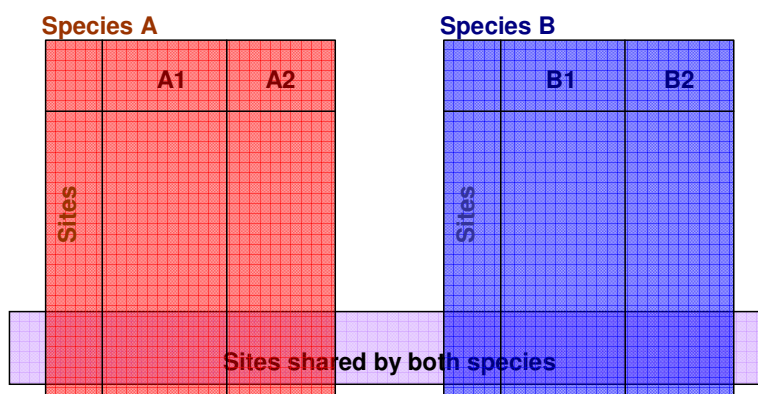 Species A
Species B
A1
A2
B1
B2
Sites
Sites
Sites shared by both species